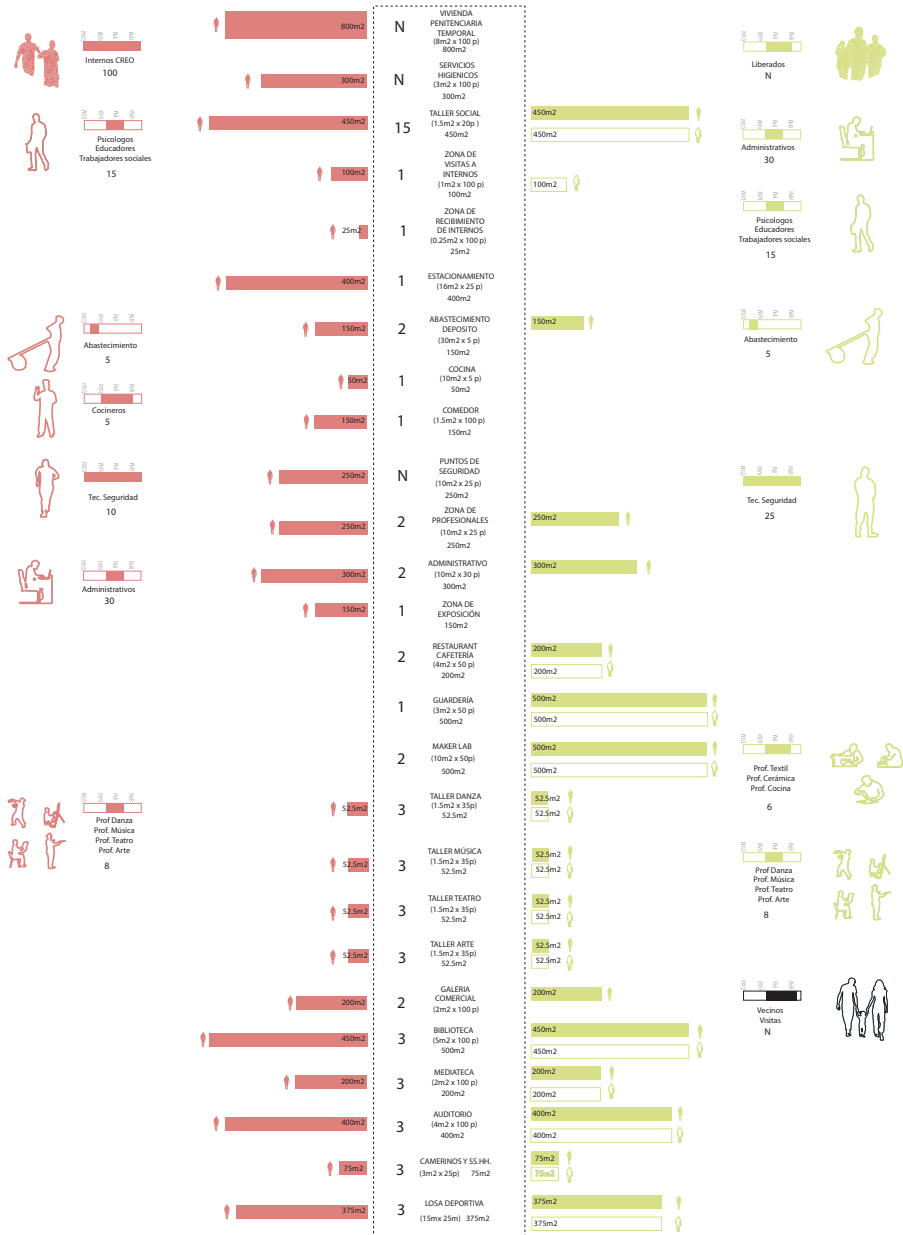 Internos CREO
100
Psicologos
Educadores
Trabajadores sociales
15
Abastecimiento
5
Cocineros
5
Tec. Seguridad
10
Administrativos
30
Prof Danza
Prof. Música
Prof. Teatro
Prof. Arte
8
800m2
N
VIVIENDA
PENITENCIARIA
TEMPORAL
(8m2 x 100 p)
800m2
300m2
N
SERVICIOS
HIGIENICOS
(3m2 x 100 p)
300m2
450m2
15
TALLER SOCIAL
(1.5m2 x 20p )
450m2
450m2
450m2
100m2
1
ZONA DE
VISITAS A
INTERNOS
(1m2 x 100 p)
100m2
100m2
25m2
1
ZONA DE
RECIBIMIENTO
DE INTERNOS
(0.25m2 x 100 p)
25m2
400m2
1
ESTACIONAMIENTO
(16m2 x 25 p)
400m2
150m2
2
ABASTECIMIENTO
DEPOSITO
(30m2 x 5 p)
150m2
150m2
50m2
1
COCINA
(10m2 x 5 p)
50m2
150m2
1
COMEDOR
(1.5m2 x 100 p)
150m2
250m2
N
PUNTOS DE
SEGURIDAD
(10m2 x 25 p)
250m2
250m2
2
ZONA DE
PROFESIONALES
(10m2 x 25 p)
250m2
250m2
300m2
2
ADMINISTRATIVO
(10m2 x 30 p)
300m2
300m2
150m2
1
ZONA DE
EXPOSICIÓN
150m2
2
RESTAURANT
CAFETERÍA
(4m2 x 50 p)
200m2
200m2
200m2
1
GUARDERÍA
(3m2 x 50 p)
500m2
500m2
500m2
2
MAKER LAB
(10m2 x 50p)
500m2
500m2
500m2
52.5m2
3
TALLER DANZA
(1.5m2 x 35p)
52.5m2
52.5m2
52.5m2
52.5m2
3
TALLER MÚSICA
(1.5m2 x 35p)
52.5m2
52.5m2
52.5m2
52.5m2
3
TALLER TEATRO
(1.5m2 x 35p)
52.5m2
52.5m2
52.5m2
52.5m2
3
TALLER ARTE
(1.5m2 x 35p)
52.5m2
52.5m2
52.5m2
200m2
2
GALERIA
COMERCIAL
(2m2 x 100 p)
200m2
450m2
3
BIBLIOTECA
(5m2 x 100 p)
500m2
450m2
450m2
200m2
3
MEDIATECA
(2m2 x 100 p)
200m2
200m2
200m2
400m2
3
AUDITORIO
(4m2 x 100 p)
400m2
400m2
400m2
75m2
3
CAMERINOS Y SS.HH.
(3m2 x 25p) 75m2
75m2
75m2
375m2
3
LOSA DEPORTIVA
(15mx 25m) 375m2
375m2
375m2
Liberados
N
Administrativos
30
Psicologos
Educadores
Trabajadores sociales
15
Abastecimiento
5
Tec. Seguridad
25
Prof. Textil
Prof. Cerámica
Prof. Cocina
6
Prof Danza
Prof. Música
Prof. Teatro
Prof. Arte
8
Vecinos
Visitas
N